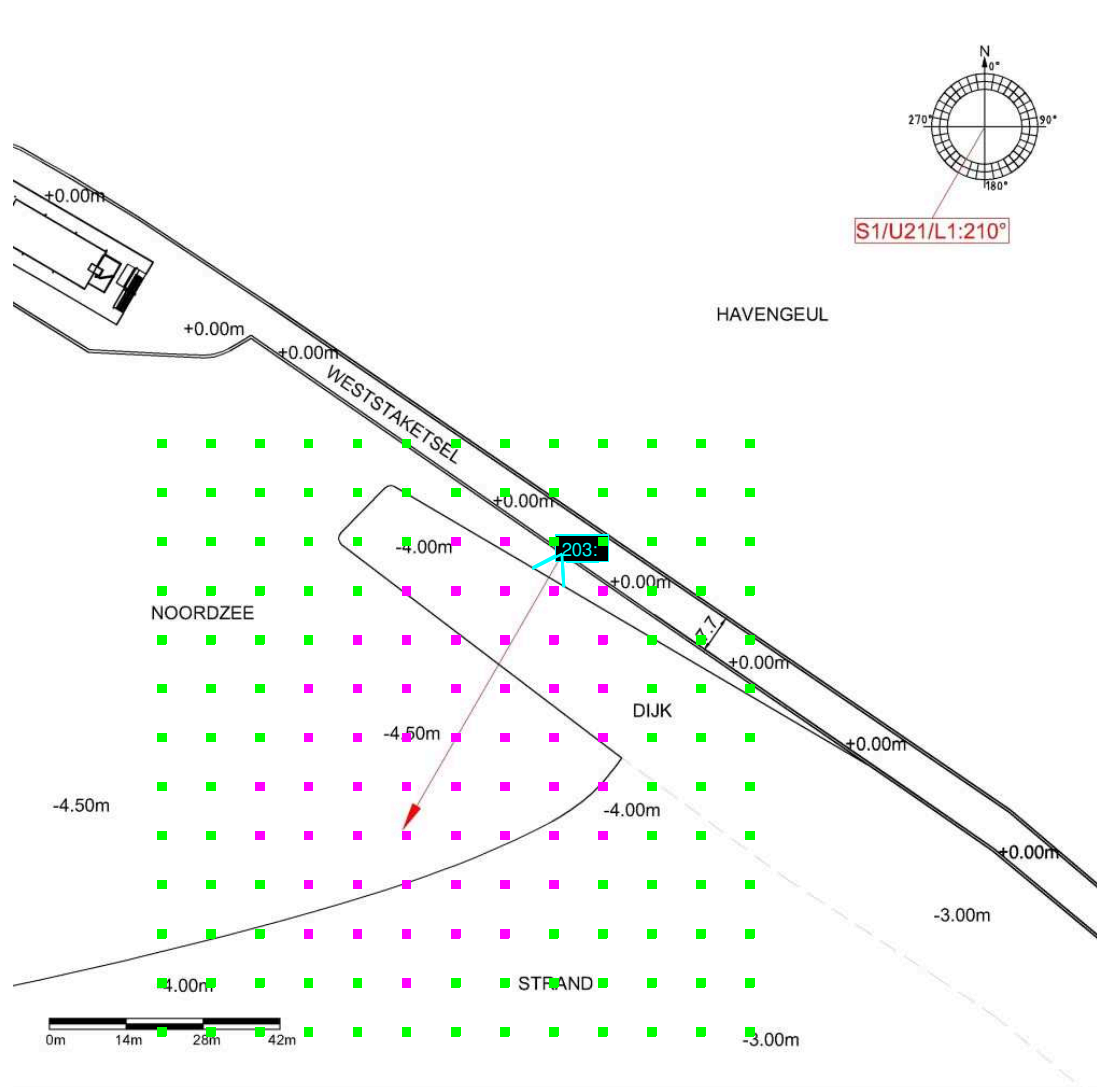 N
0°
270°
90°
180°
S1/U21/L1:210°
+0.00m
HAVENGEUL
+0.00m
+0.00m
WESTSTAKETSEL
+0.00m
-4.00m
203:
+0.00m
NOORDZEE
7.7
+0.00m
DIJK
-4.50m
+0.00m
-4.50m
-4.00m
+0.00m
-3.00m
-4.00m
STRAND
0m
14m
28m
42m
-3.00m